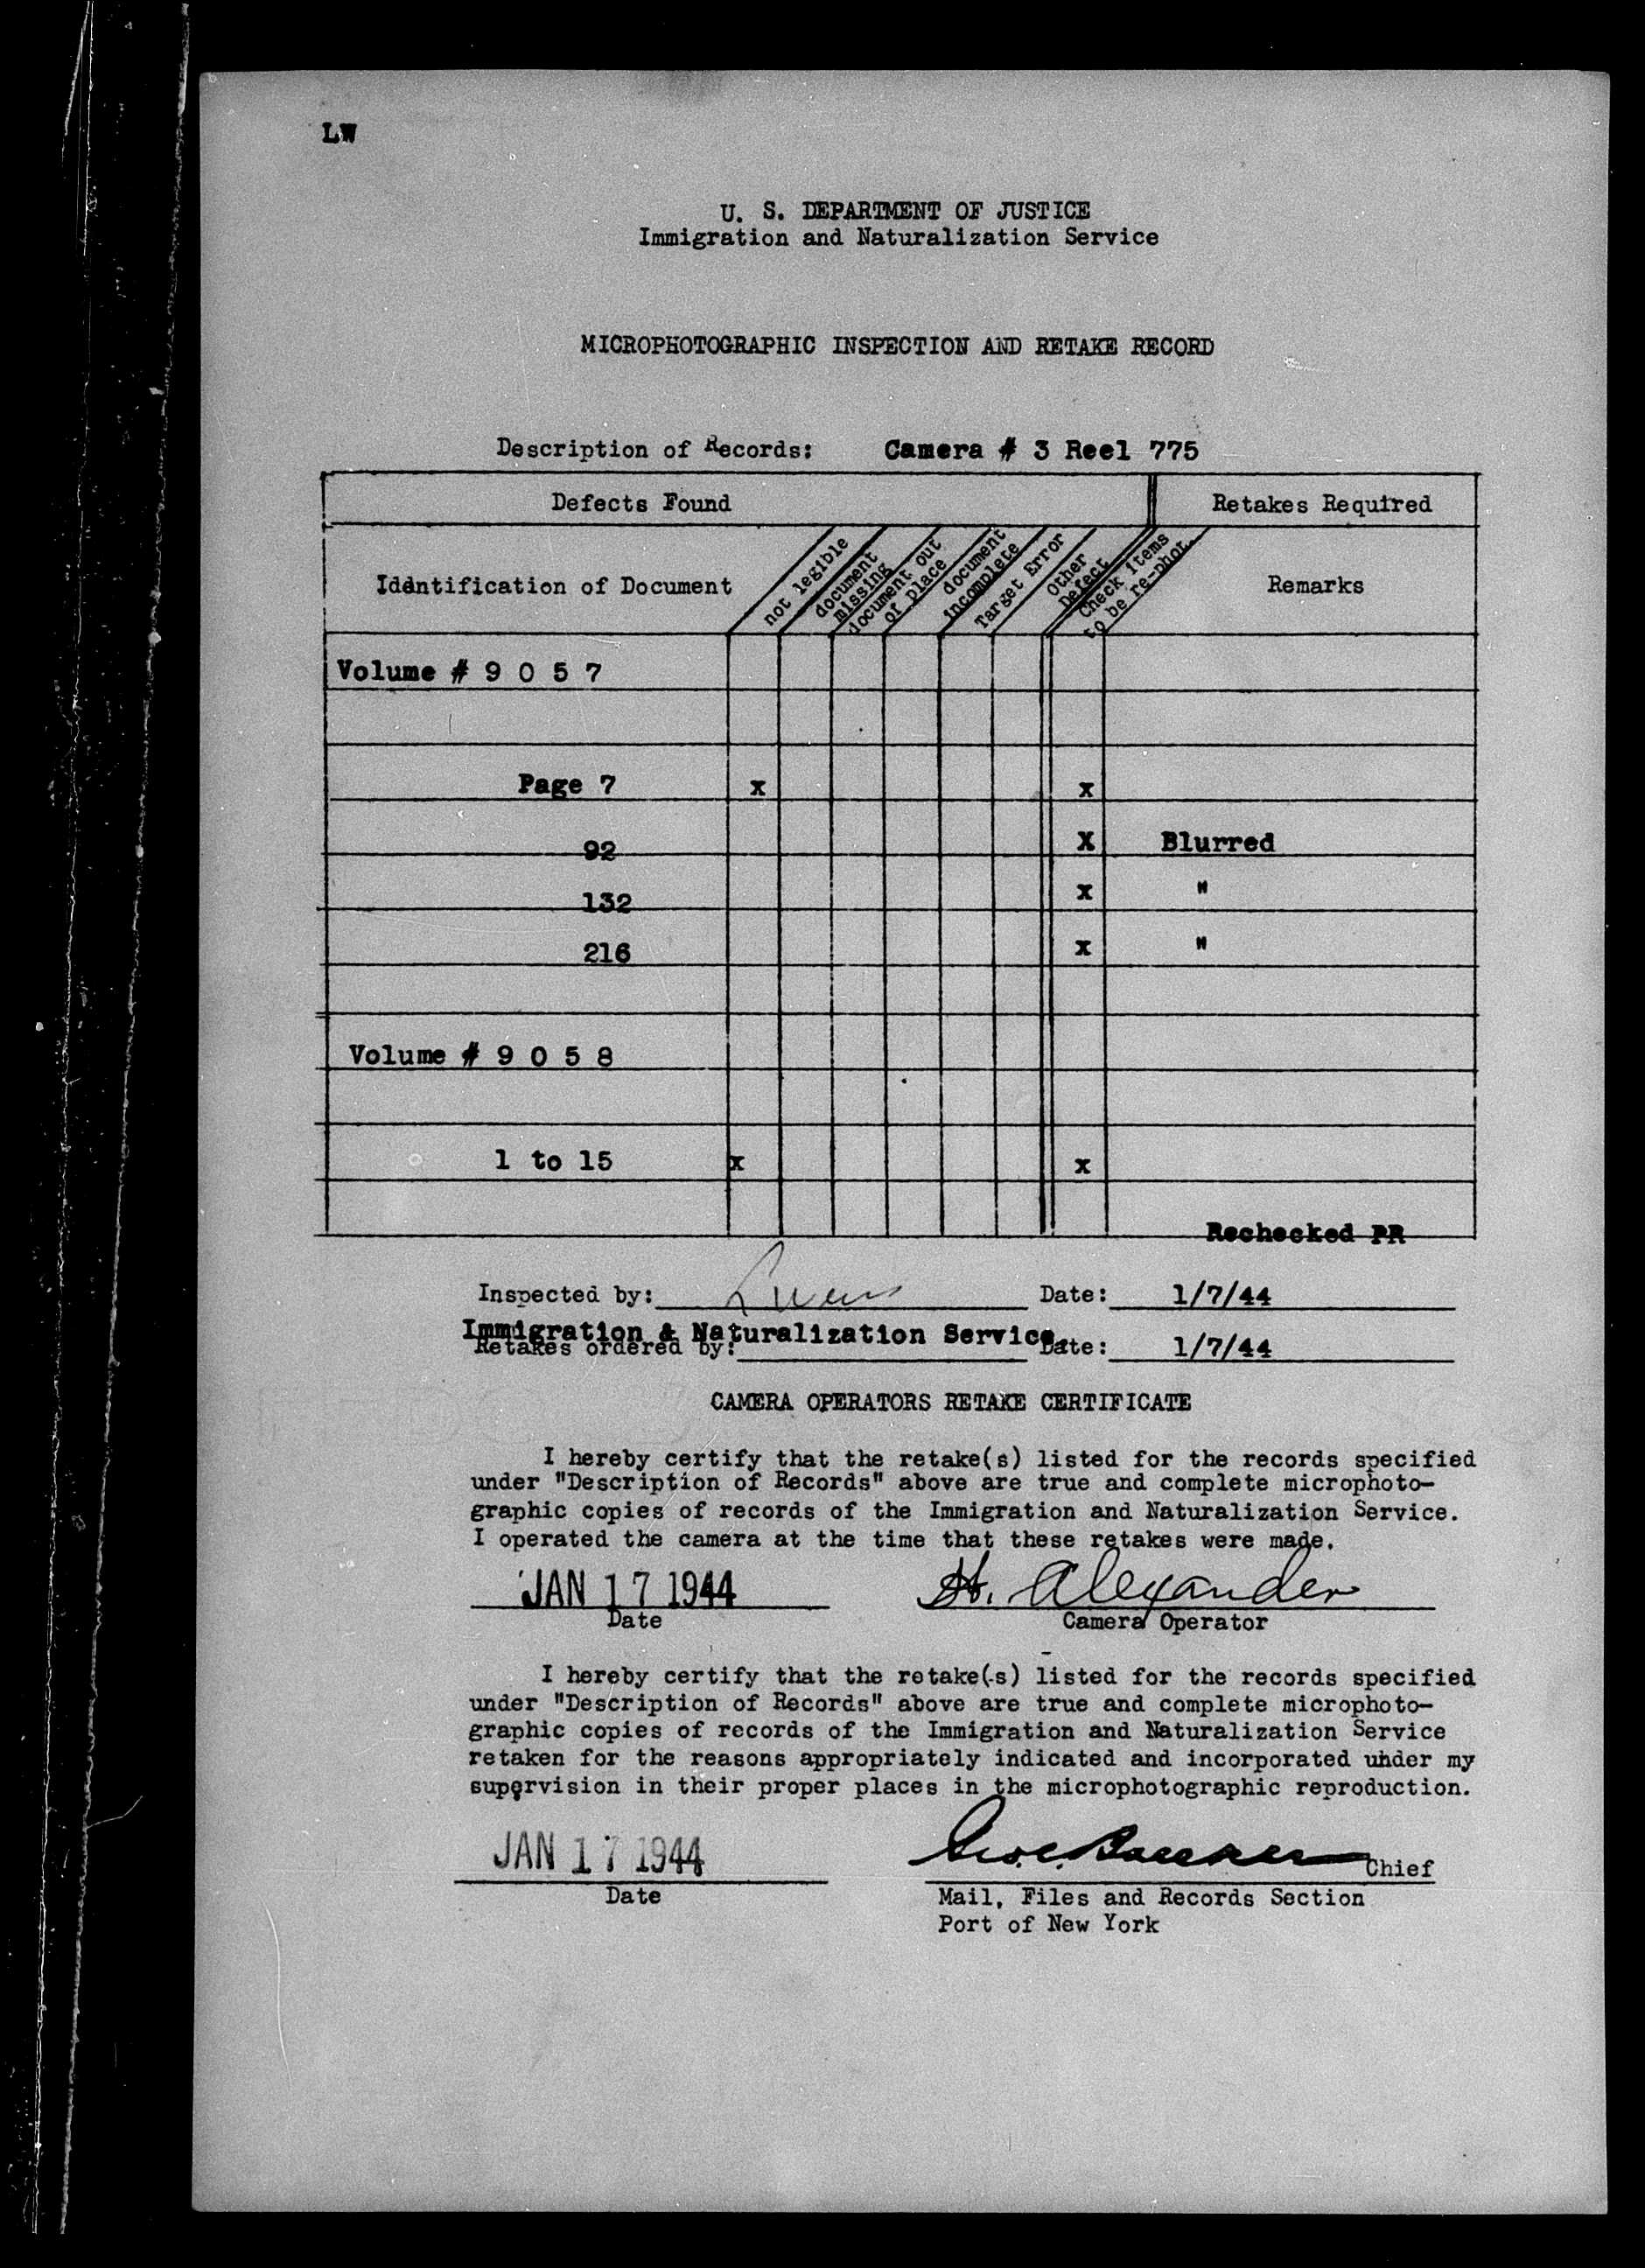 LW
U. S. DEPARTMENT OF JUSTICE
Immigration and Naturalization Service
MICROPHOTOGRAPHIC INSPECTION AND RETAKE RECORD
Description of Records: Camera # 3 Reel 775
Defects Found Retakes Required
Identification of Document
not legible
document missing
document out of place
document incomplete
Target Error
Other Defect
Check items to be re-phot.
Remarks
Volume # 9 0 5 7
Page 7 x x
92 X Blurred
132 x "
216 x "
Volume # 9 0 5 8
1 to 15 x x
Rechecked PR
Inspected by: Date: 1/7/44
Immigration & Naturalization Service
Retakes ordered by: Date: 1/7/44
CAMERA OPERATORS RETAKE CERTIFICATE
I hereby certify that the retake(s) listed for the records specified
under "Description of Records" above are true and complete microphoto-
graphic copies of records of the Immigration and Naturalization Service.
I operated the camera at the time that these retakes were made.
JAN 17 1944 H. Alexander
Date Camera Operator
I hereby certify that the retake(s) listed for the records specified
under "Description of Records" above are true and complete microphoto-
graphic copies of records of the Immigration and Naturalization Service
retaken for the reasons appropriately indicated and incorporated under my
supervision in their proper places in the microphotographic reproduction.
JAN 17 1944 Chief
Date Mail, Files and Records Section
Port of New York